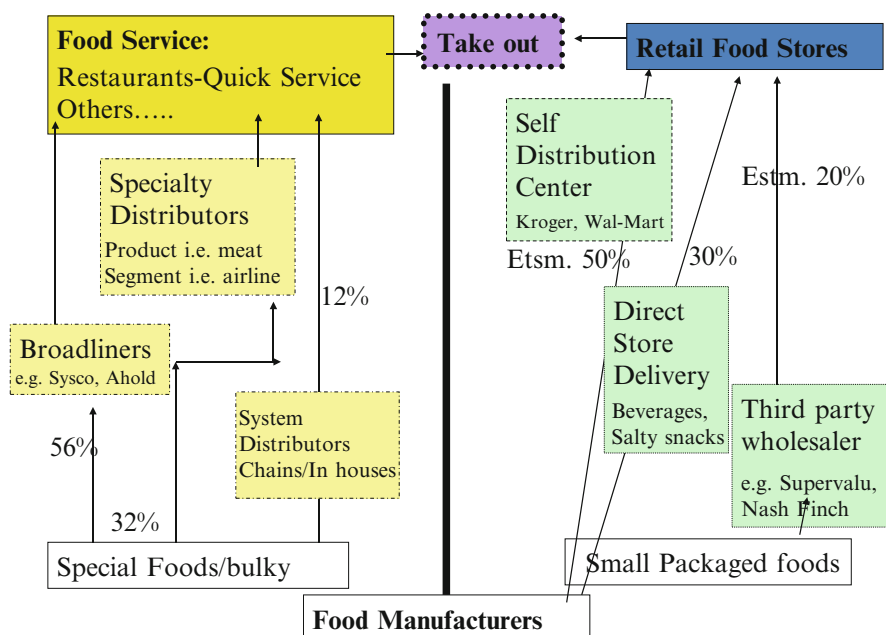 Food Service:
Restaurants-Quick Service
Others…..
Take out
Retail Food Stores
Specialty
Distributors
Product i.e. meat
Segment i.e. airline
Self
Distribution
Center
Kroger, Wal-Mart
Estm. 20%
Etsm. 50%
30%
12%
Broadliners
e.g. Sysco, Ahold
Direct
Store
Delivery
Beverages,
Salty snacks
System
Distributors
Chains/In houses
Third party
wholesaler
e.g. Supervalu,
Nash Finch
56%
32%
Special Foods/bulky
Small Packaged foods
Food Manufacturers